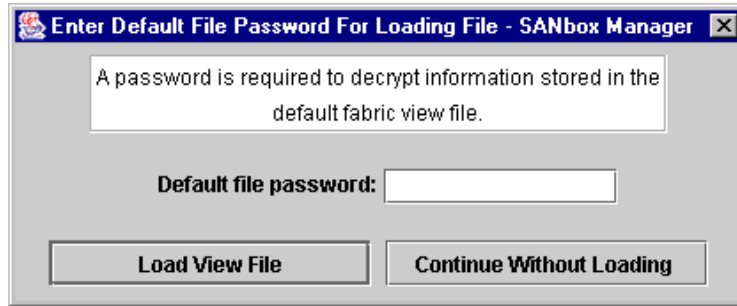 Enter Default File Password For Loading File - SANbox Manager
A password is required to decrypt information stored in the
default fabric view file.
Default file password:
Load View File
Continue Without Loading